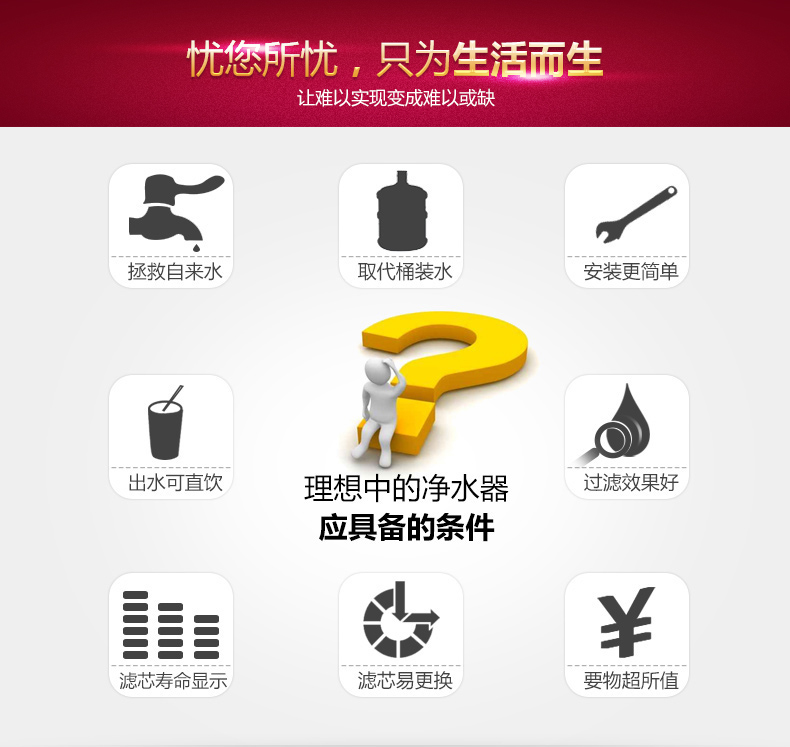 忧您所忧，只为生活而生
让难以实现变成难以或缺
拯救自来水
取代桶装水
安装更简单
出水可直饮
过滤效果好
理想中的净水器
应具备的条件
滤芯寿命显示
滤芯易更换
要物超所值